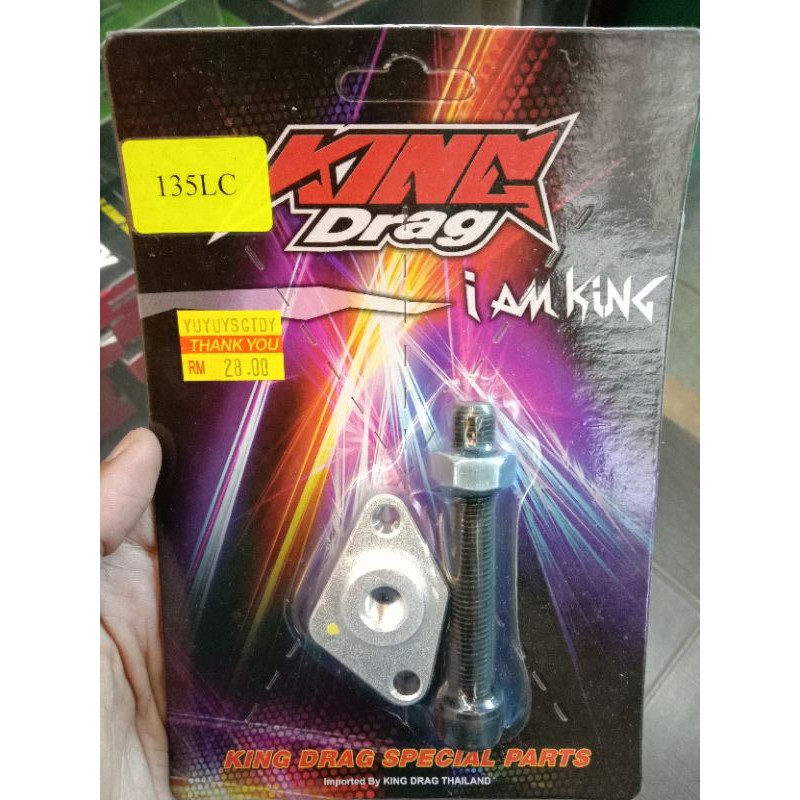 135LC
KING
Drag
i AM KiNG
YUYUYSGTDY
THANK YOU
RM 28.00
KING DRAG SPECIAL PARTS
Imported By KING DRAG THAILAND